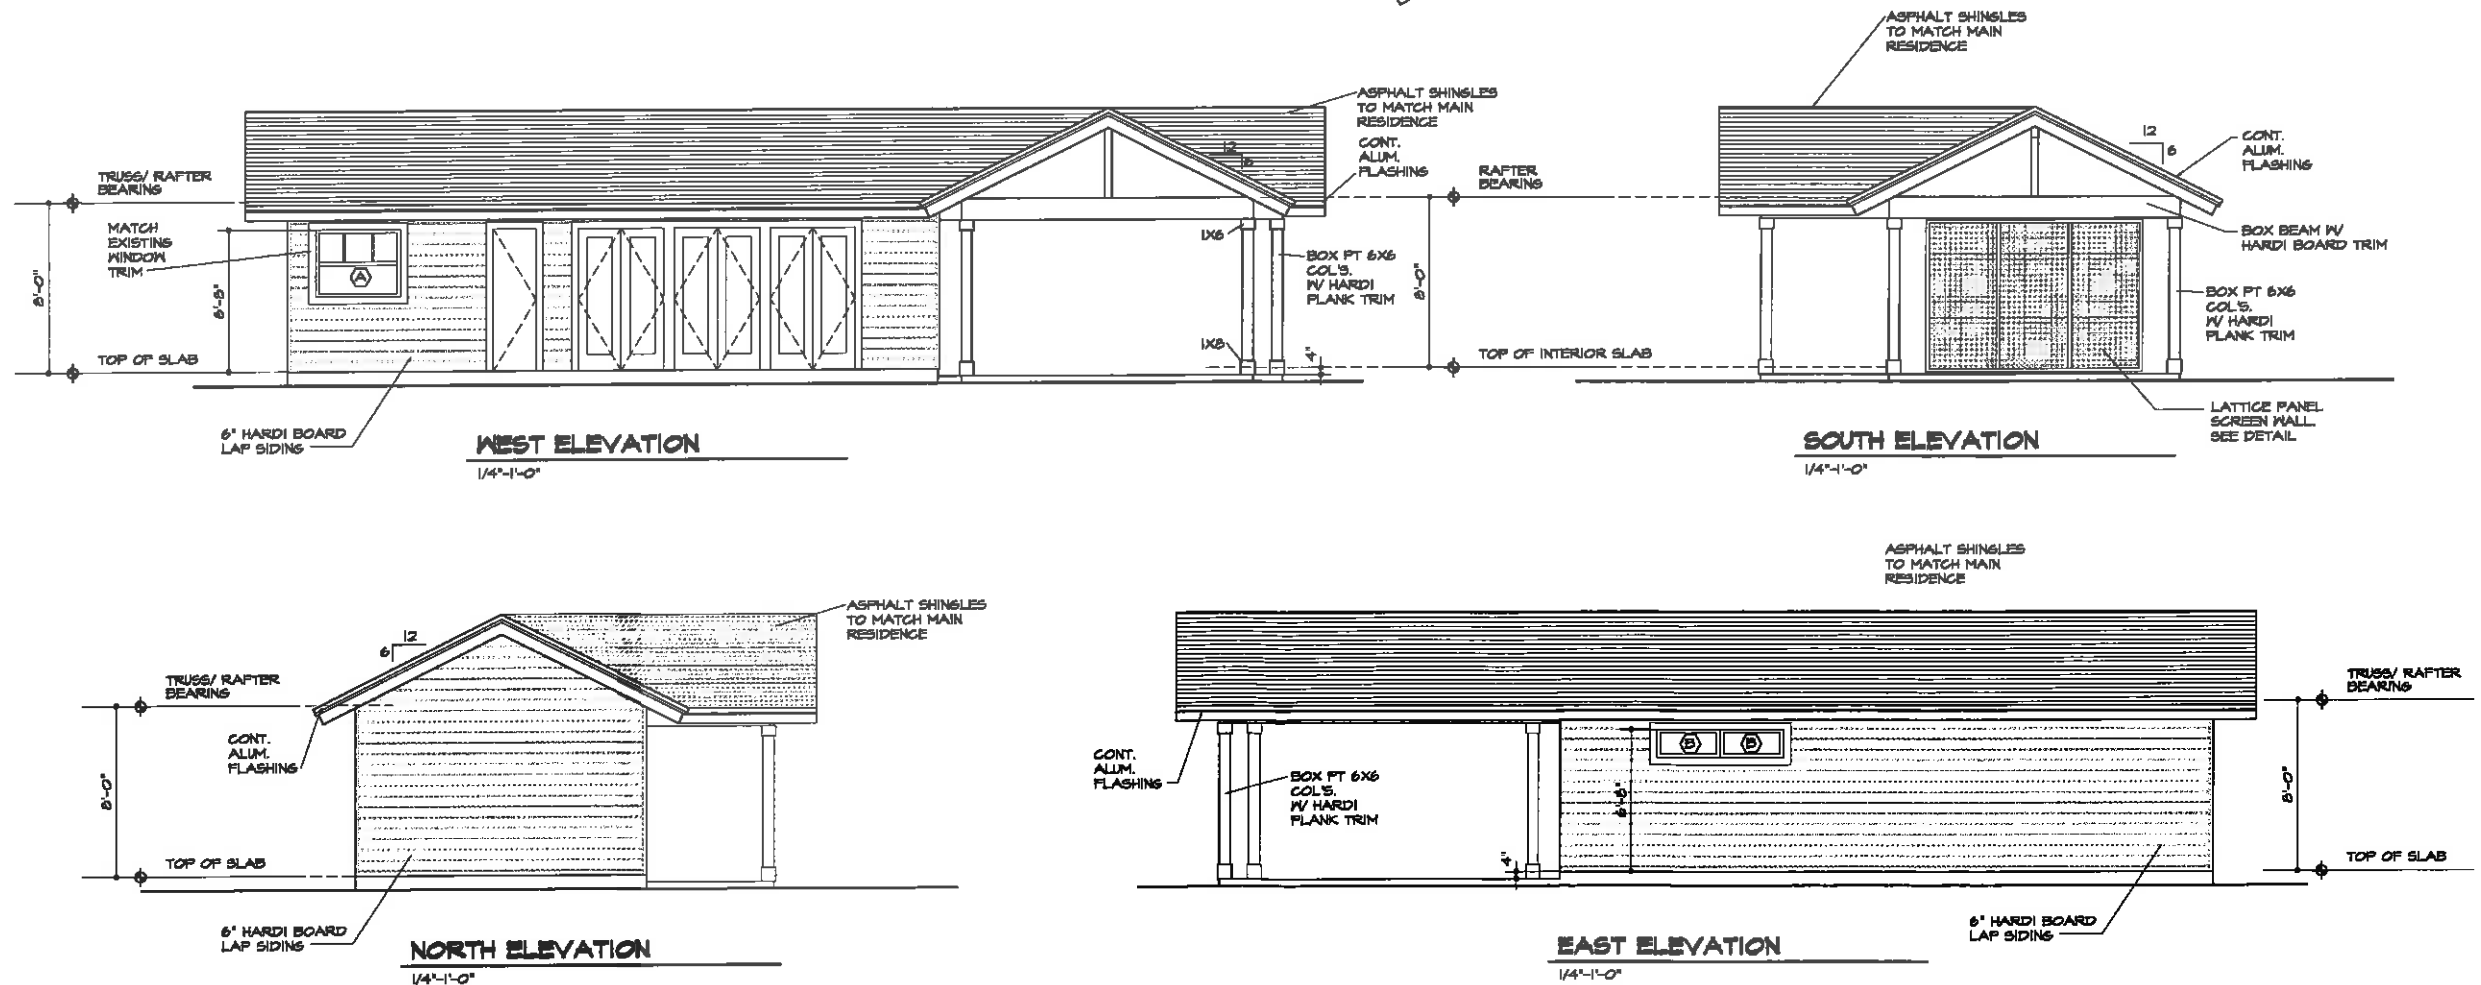 ASPHALT SHINGLES
TO MATCH MAIN
RESIDENCE
CONT.
ALUM.
FLASHING
12
6
TRUSS/ RAFTER
BEARING
MATCH
EXISTING
WINDOW
TRIM
A
8'-0"
6'-8"
TOP OF SLAB
6" HARDI BOARD
LAP SIDING
1X6
1X8
BOX PT 6X6
COL'S.
W/ HARDI
PLANK TRIM
4"
WEST ELEVATION
1/4"-1'-0"
ASPHALT SHINGLES
TO MATCH MAIN
RESIDENCE
12
6
CONT.
ALUM.
FLASHING
RAFTER
BEARING
8'-0"
TOP OF INTERIOR SLAB
BOX BEAM W/
HARDI BOARD TRIM
BOX PT 6X6
COL'S.
W/ HARDI
PLANK TRIM
LATTICE PANEL
SCREEN WALL.
SEE DETAIL
SOUTH ELEVATION
1/4"-1'-0"
ASPHALT SHINGLES
TO MATCH MAIN
RESIDENCE
12
6
TRUSS/ RAFTER
BEARING
CONT.
ALUM.
FLASHING
8'-0"
TOP OF SLAB
6" HARDI BOARD
LAP SIDING
NORTH ELEVATION
1/4"-1'-0"
ASPHALT SHINGLES
TO MATCH MAIN
RESIDENCE
TRUSS/ RAFTER
BEARING
CONT.
ALUM.
FLASHING
BOX PT 6X6
COL'S.
W/ HARDI
PLANK TRIM
B B
6'-8"
4"
8'-0"
TOP OF SLAB
6" HARDI BOARD
LAP SIDING
EAST ELEVATION
1/4"-1'-0"